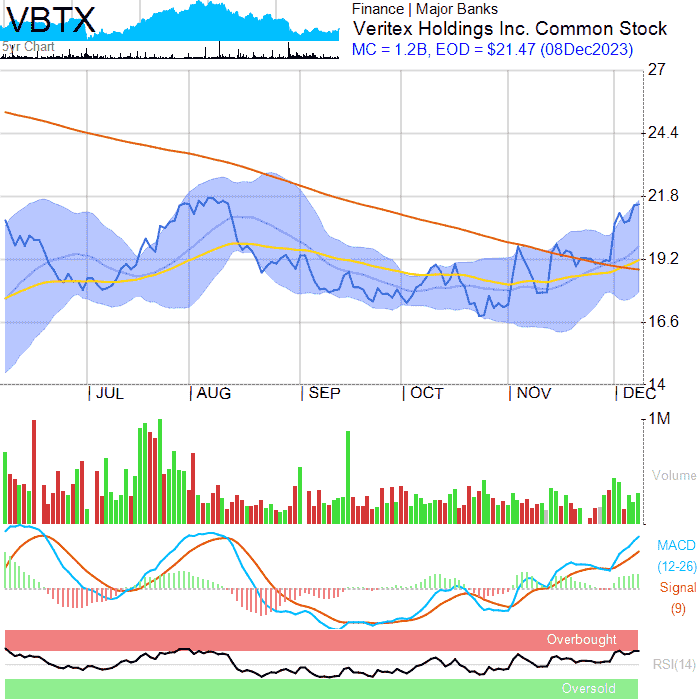 VBTX
5yr Chart
Finance | Major Banks
Veritex Holdings Inc. Common Stock
MC = 1.2B, EOD = $21.47 (08Dec2023)
27
24.4
21.8
19.2
16.6
14
JUL AUG SEP OCT NOV DEC
1M
Volume
MACD
(12-26)
Signal
(9)
Overbought
RSI(14)
Oversold